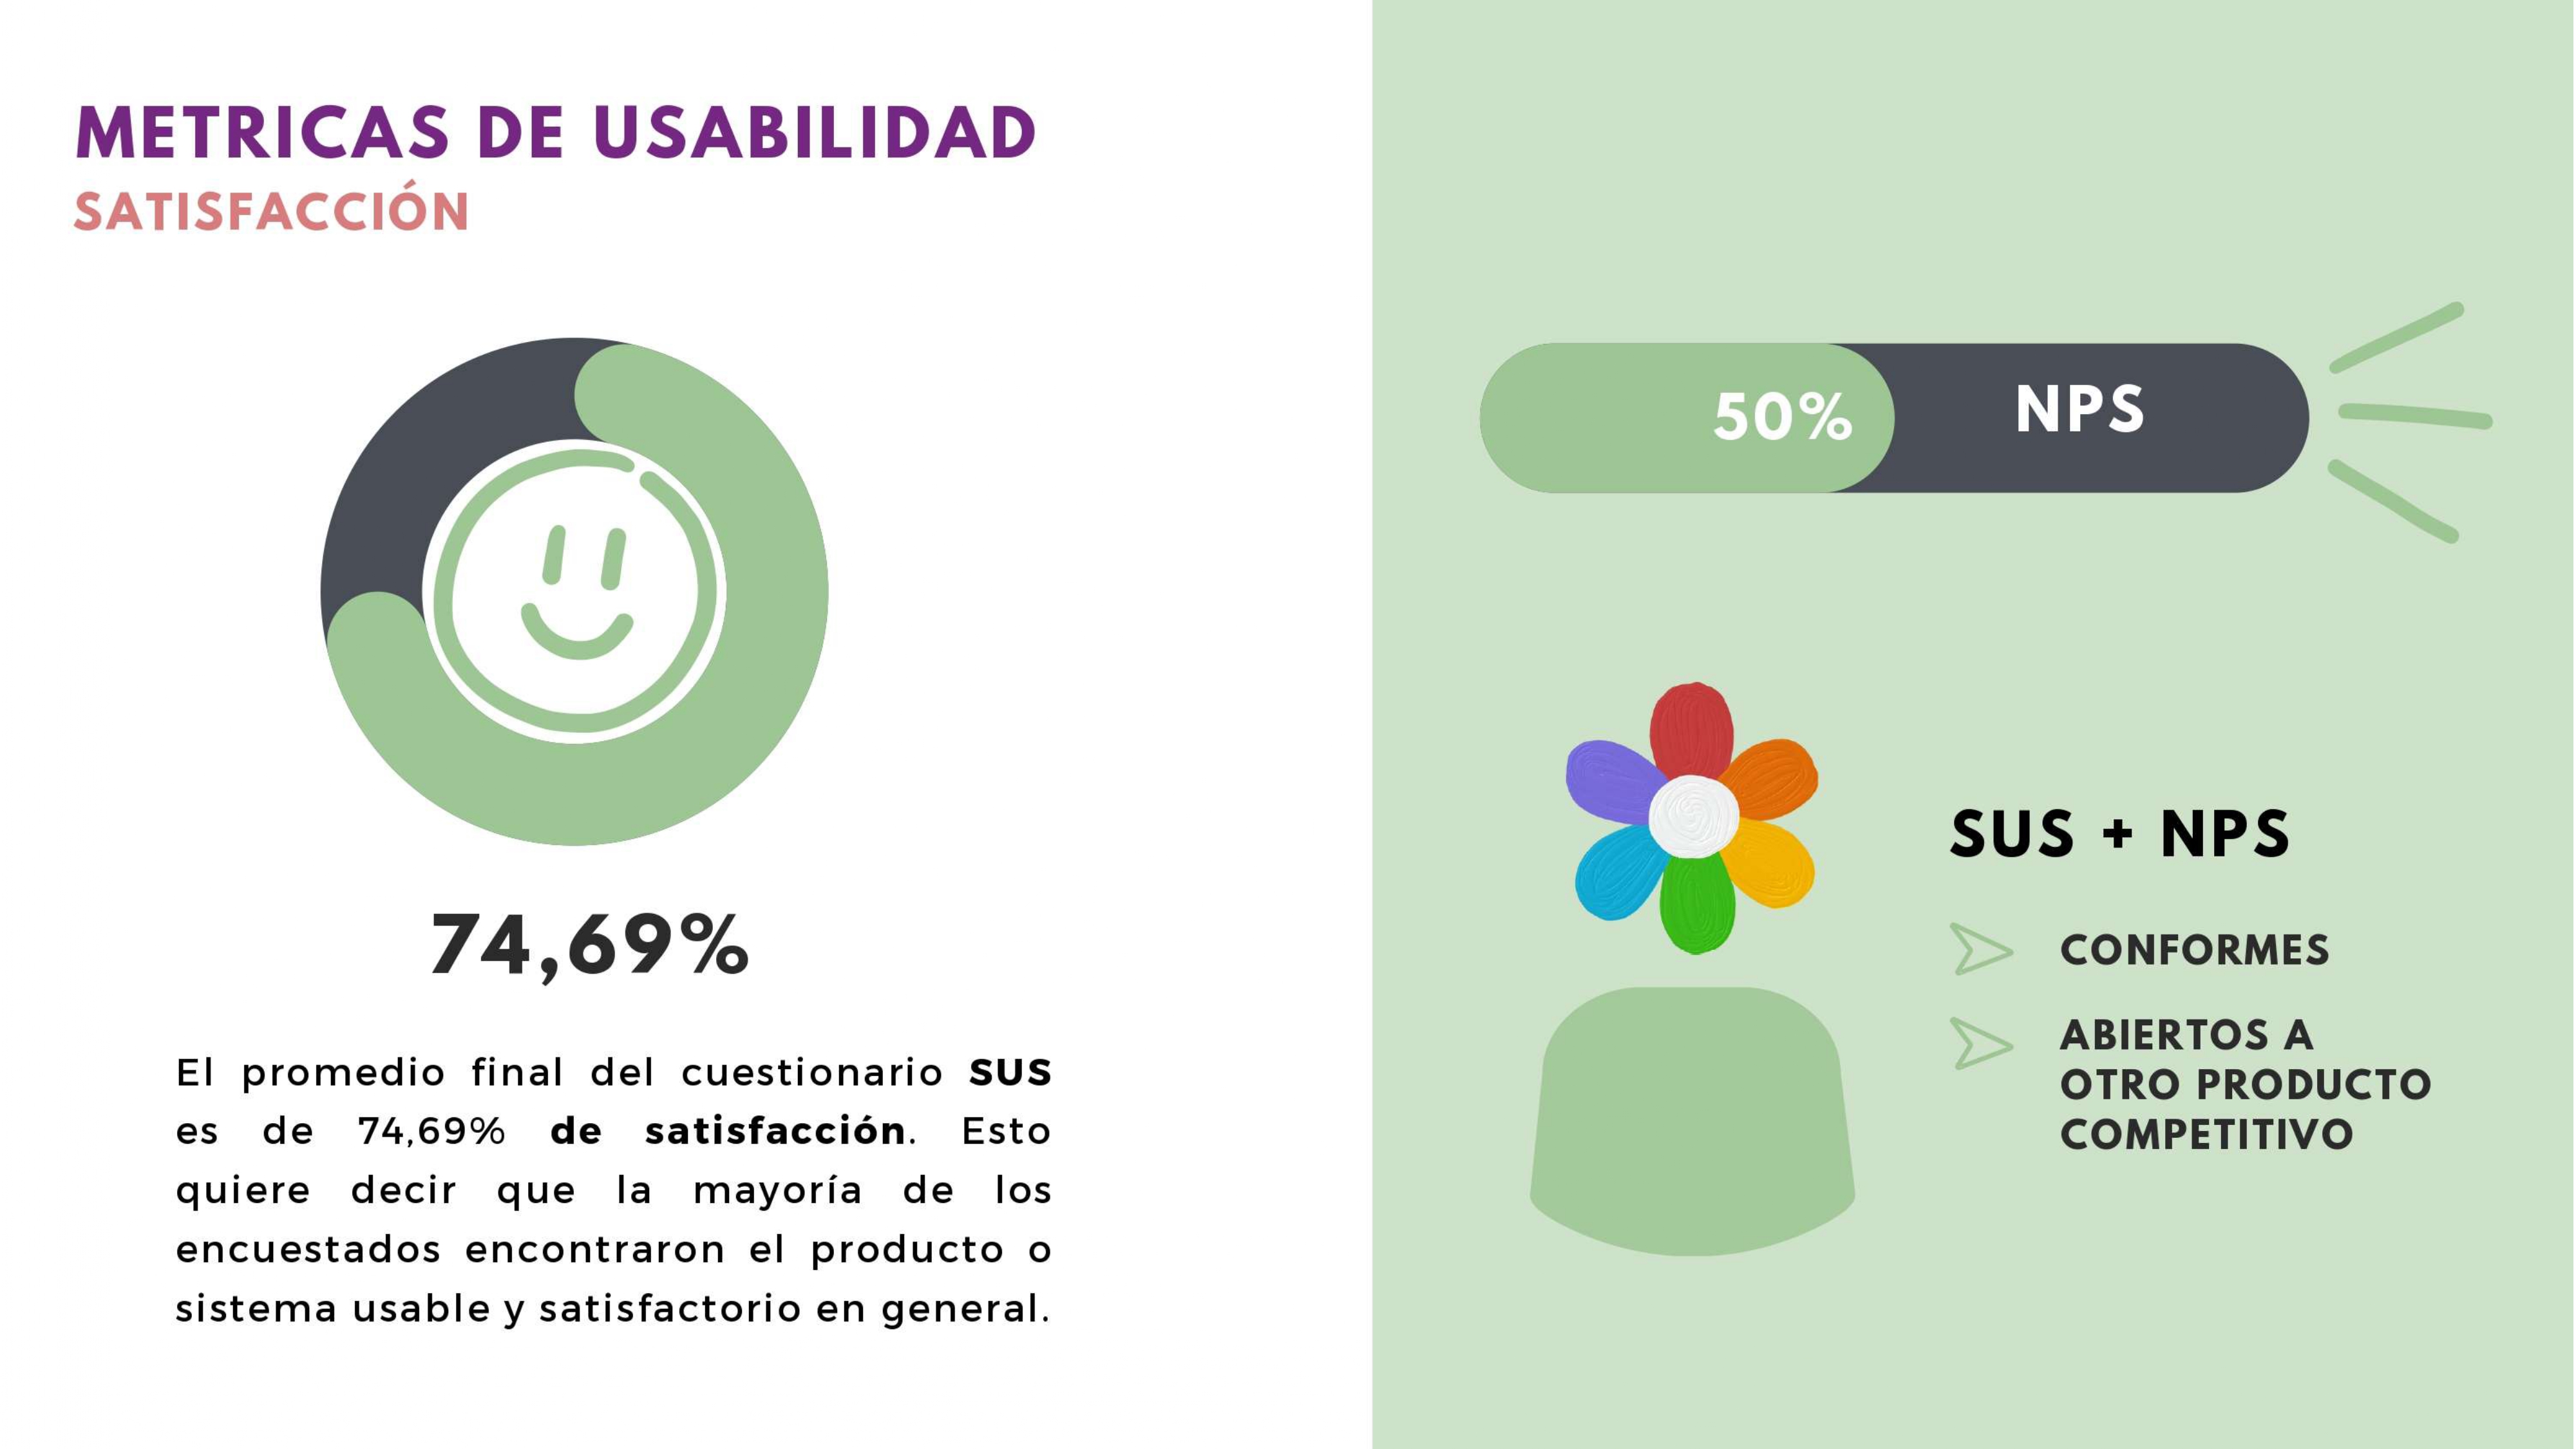 METRICAS DE USABILIDAD
SATISFACCIÓN
74,69%
El promedio final del cuestionario SUS
es de 74,69% de satisfacción. Esto
quiere decir que la mayoría de los
encuestados encontraron el producto o
sistema usable y satisfactorio en general.
50% NPS
SUS + NPS
CONFORMES
ABIERTOS A
OTRO PRODUCTO
COMPETITIVO